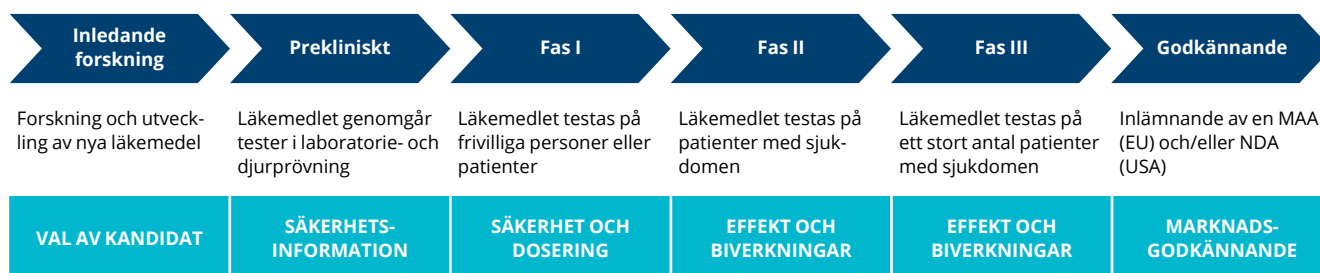 Inledande
forskning
Prekliniskt
Fas I
Fas II
Fas III
Godkännande
Forskning och utveck-
ling av nya läkemedel
Läkemedlet genomgår
tester i laboratorie- och
djurprövning
Läkemedlet testas på
frivilliga personer eller
patienter
Läkemedlet testas på
patienter med sjuk-
domen
Läkemedlet testas på
ett stort antal patienter
med sjukdomen
Inlämnande av en MAA
(EU) och/eller NDA
(USA)
VAL AV KANDIDAT
SÄKERHETS-
INFORMATION
SÄKERHET OCH
DOSERING
EFFEKT OCH
BIVERKNINGAR
EFFEKT OCH
BIVERKNINGAR
MARKNADS-
GODKÄNNANDE